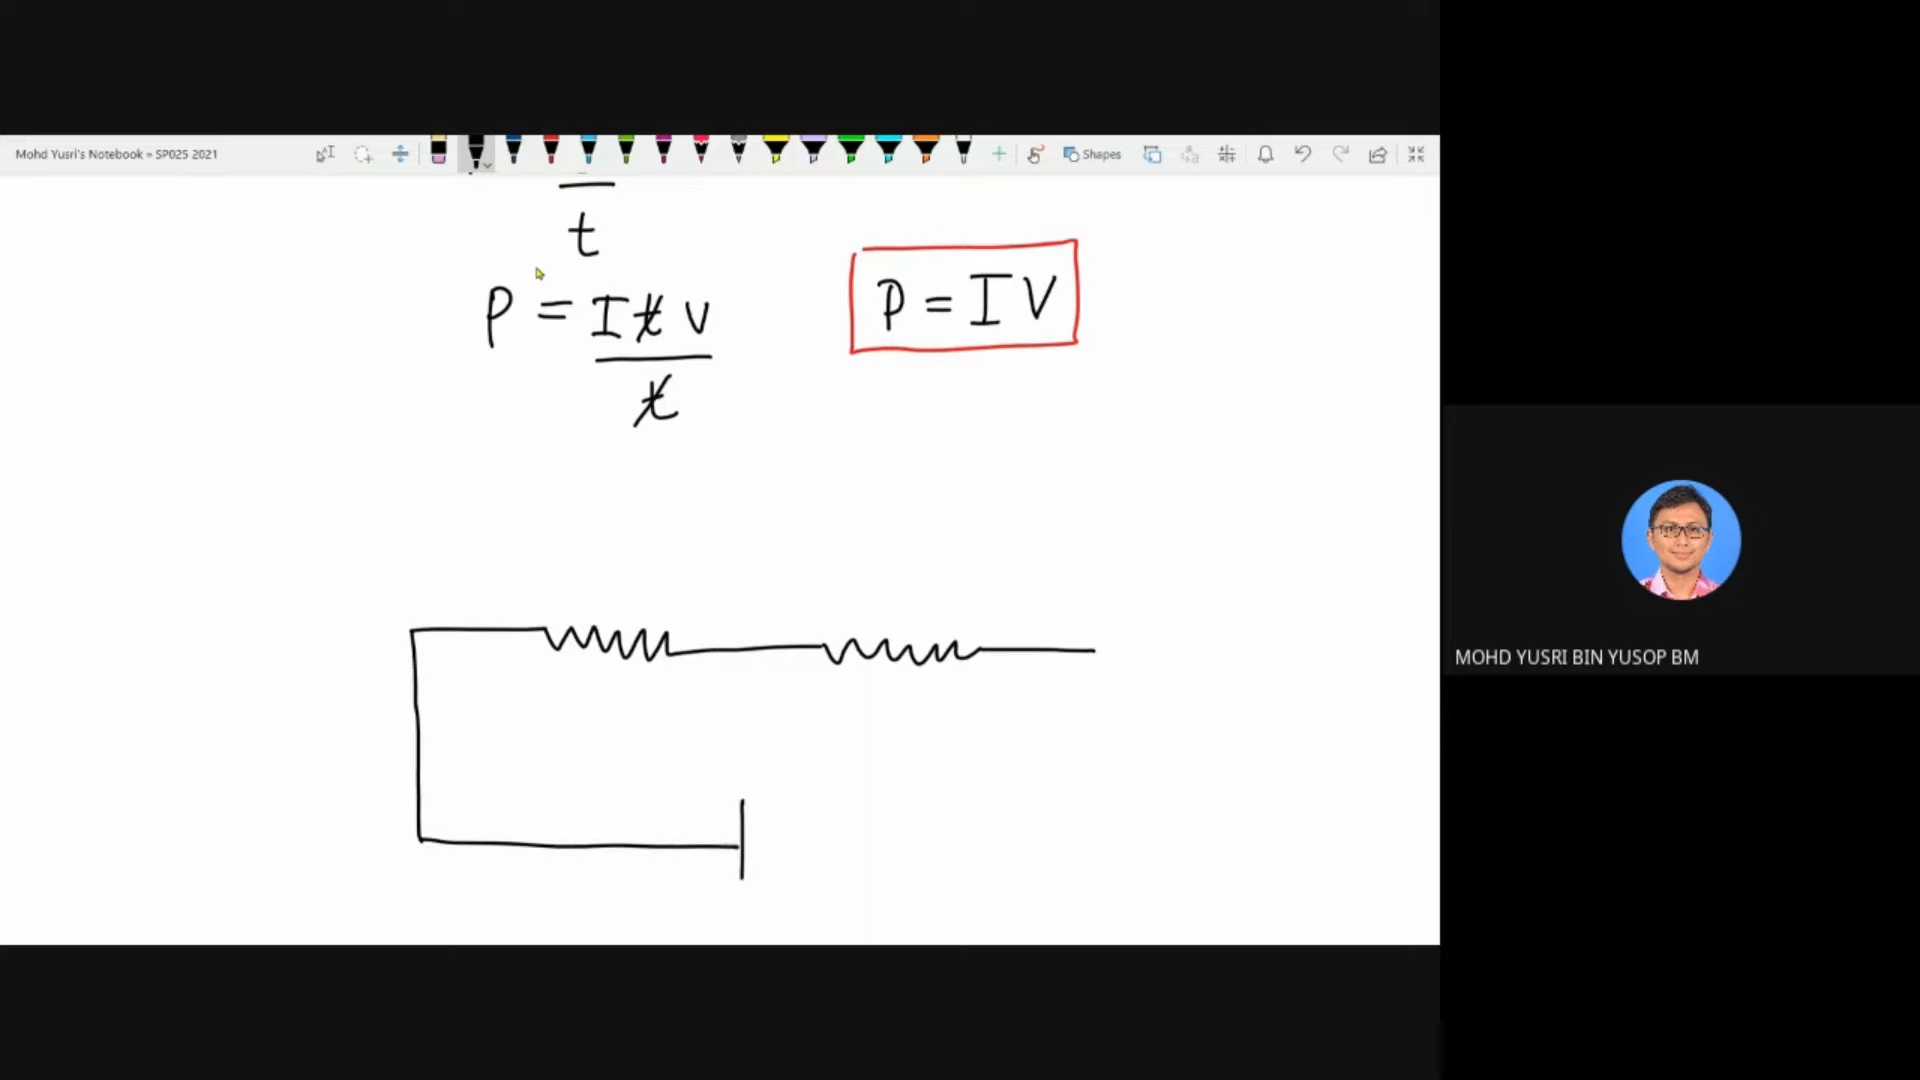 Mohd Yusri's Notebook » SP025 2021
Shapes
t
P = I t V
t
P = I V
MOHD YUSRI BIN YUSOP BM